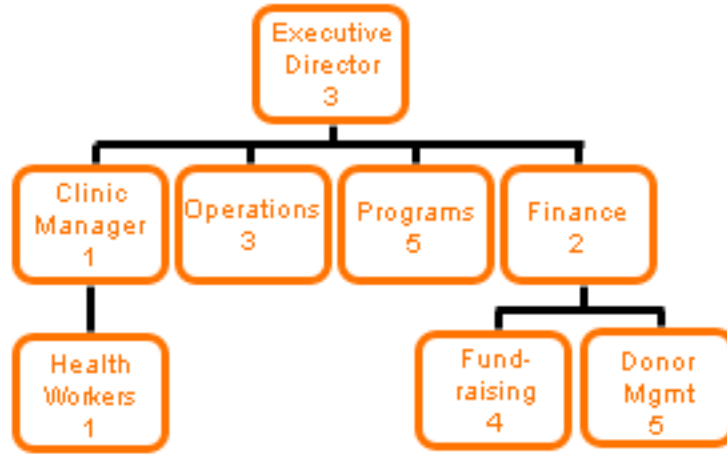 Executive
Director
3
Clinic
Manager
1
Operations
3
Programs
5
Finance
2
Health
Workers
1
Fund-
raising
4
Donor
Mgmt
5